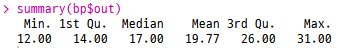 > summary(bp$out)
Min. 1st Qu. Median Mean 3rd Qu. Max.
12.00 14.00 17.00 19.77 26.00 31.00